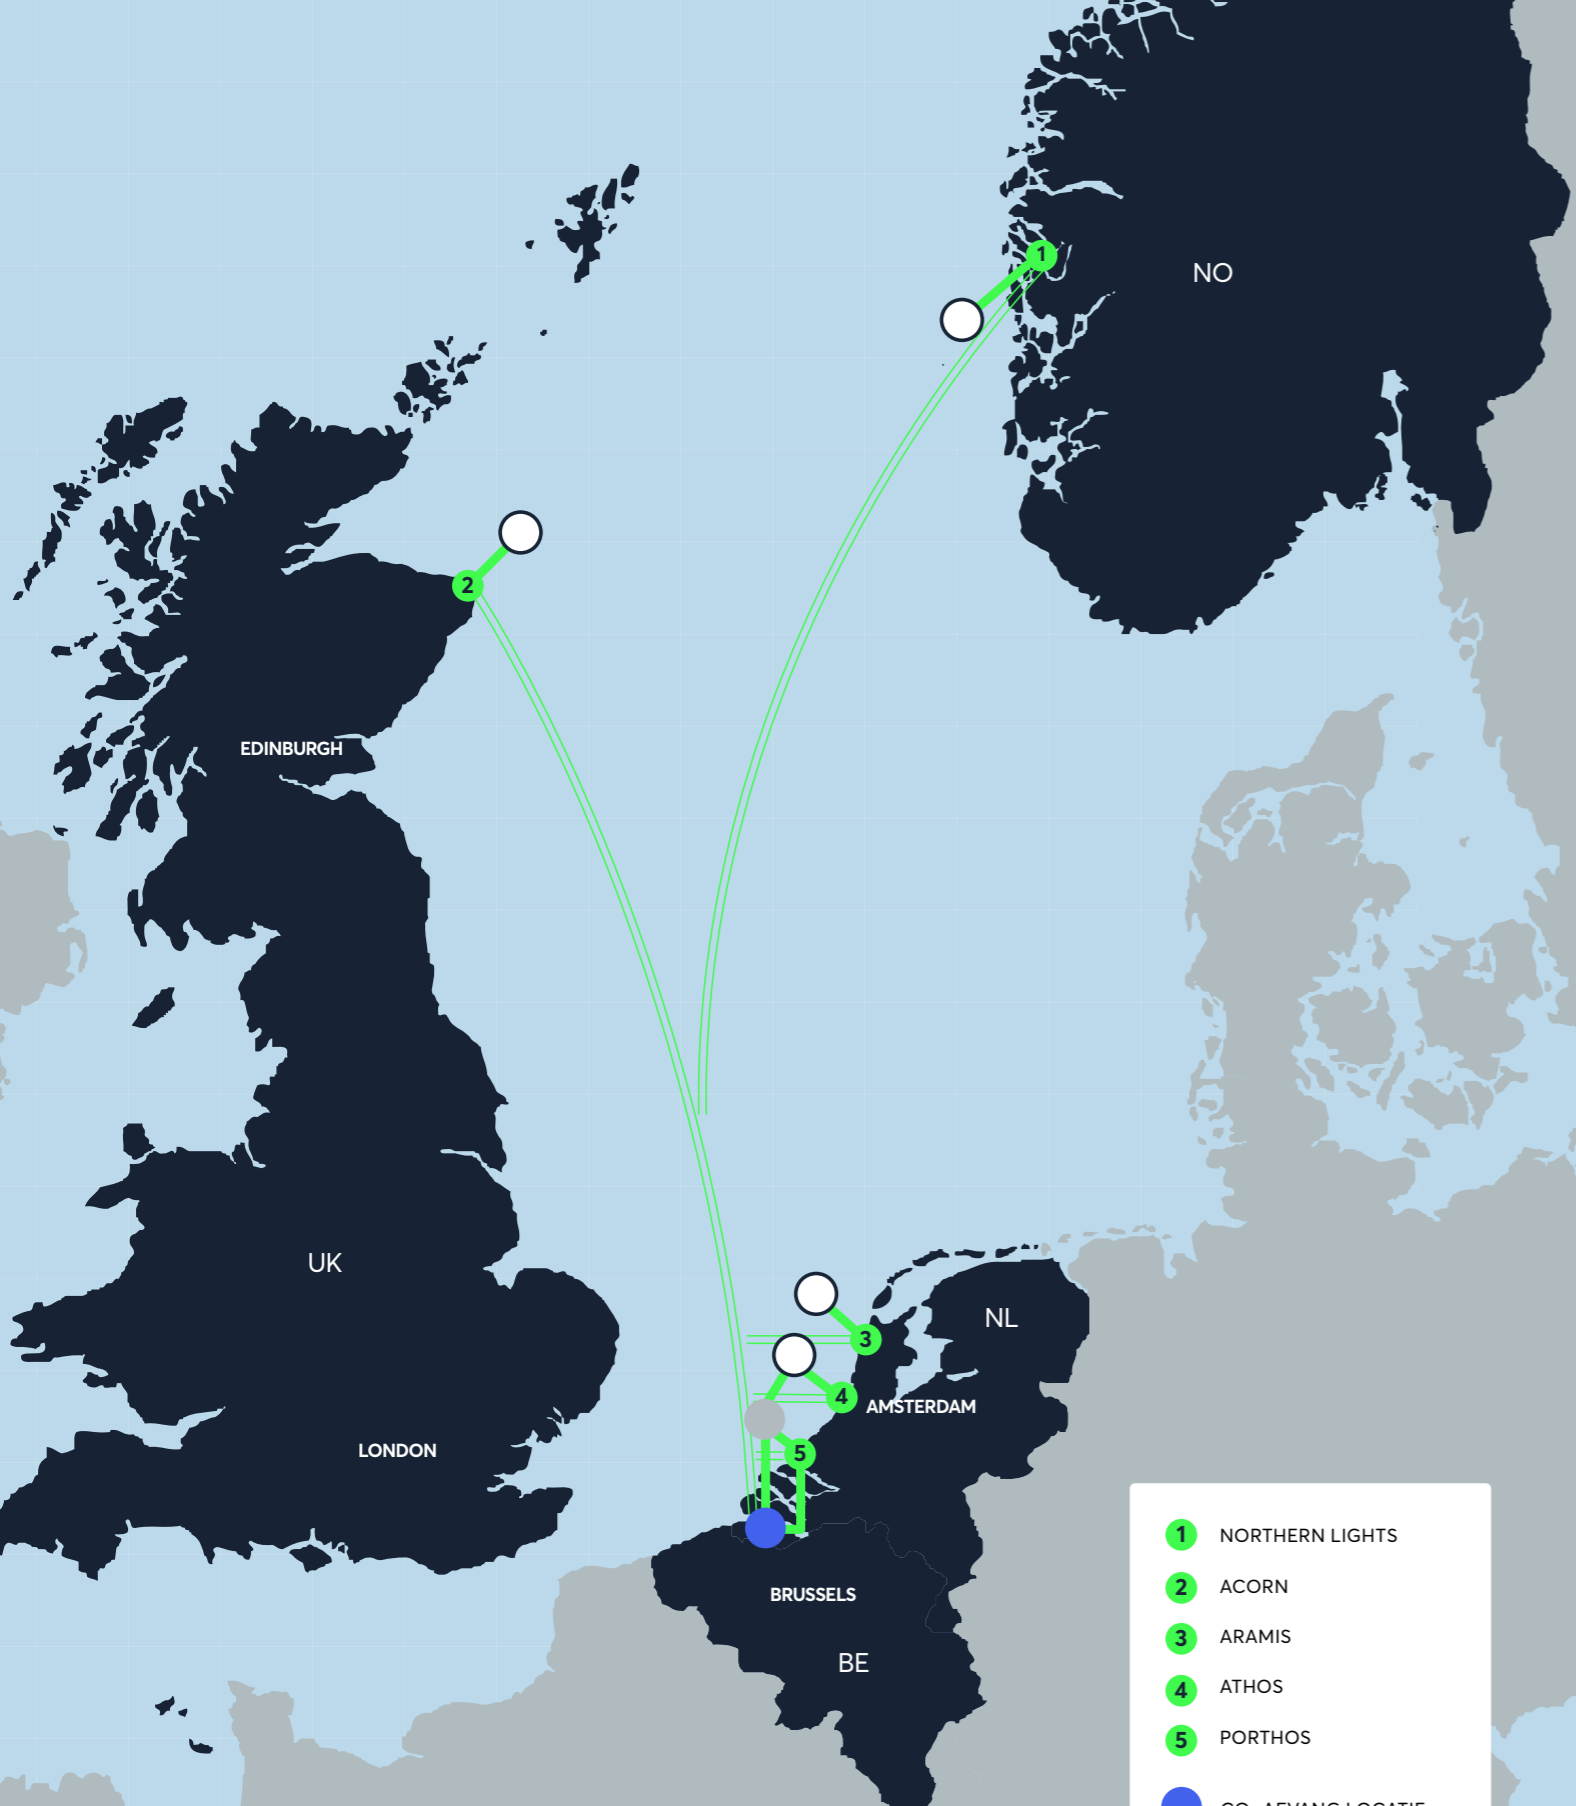 1
NO
2
EDINBURGH
UK
NL
3
4
AMSTERDAM
LONDON
5
BRUSSELS
BE
1 NORTHERN LIGHTS
2 ACORN
3 ARAMIS
4 ATHOS
5 PORTHOS